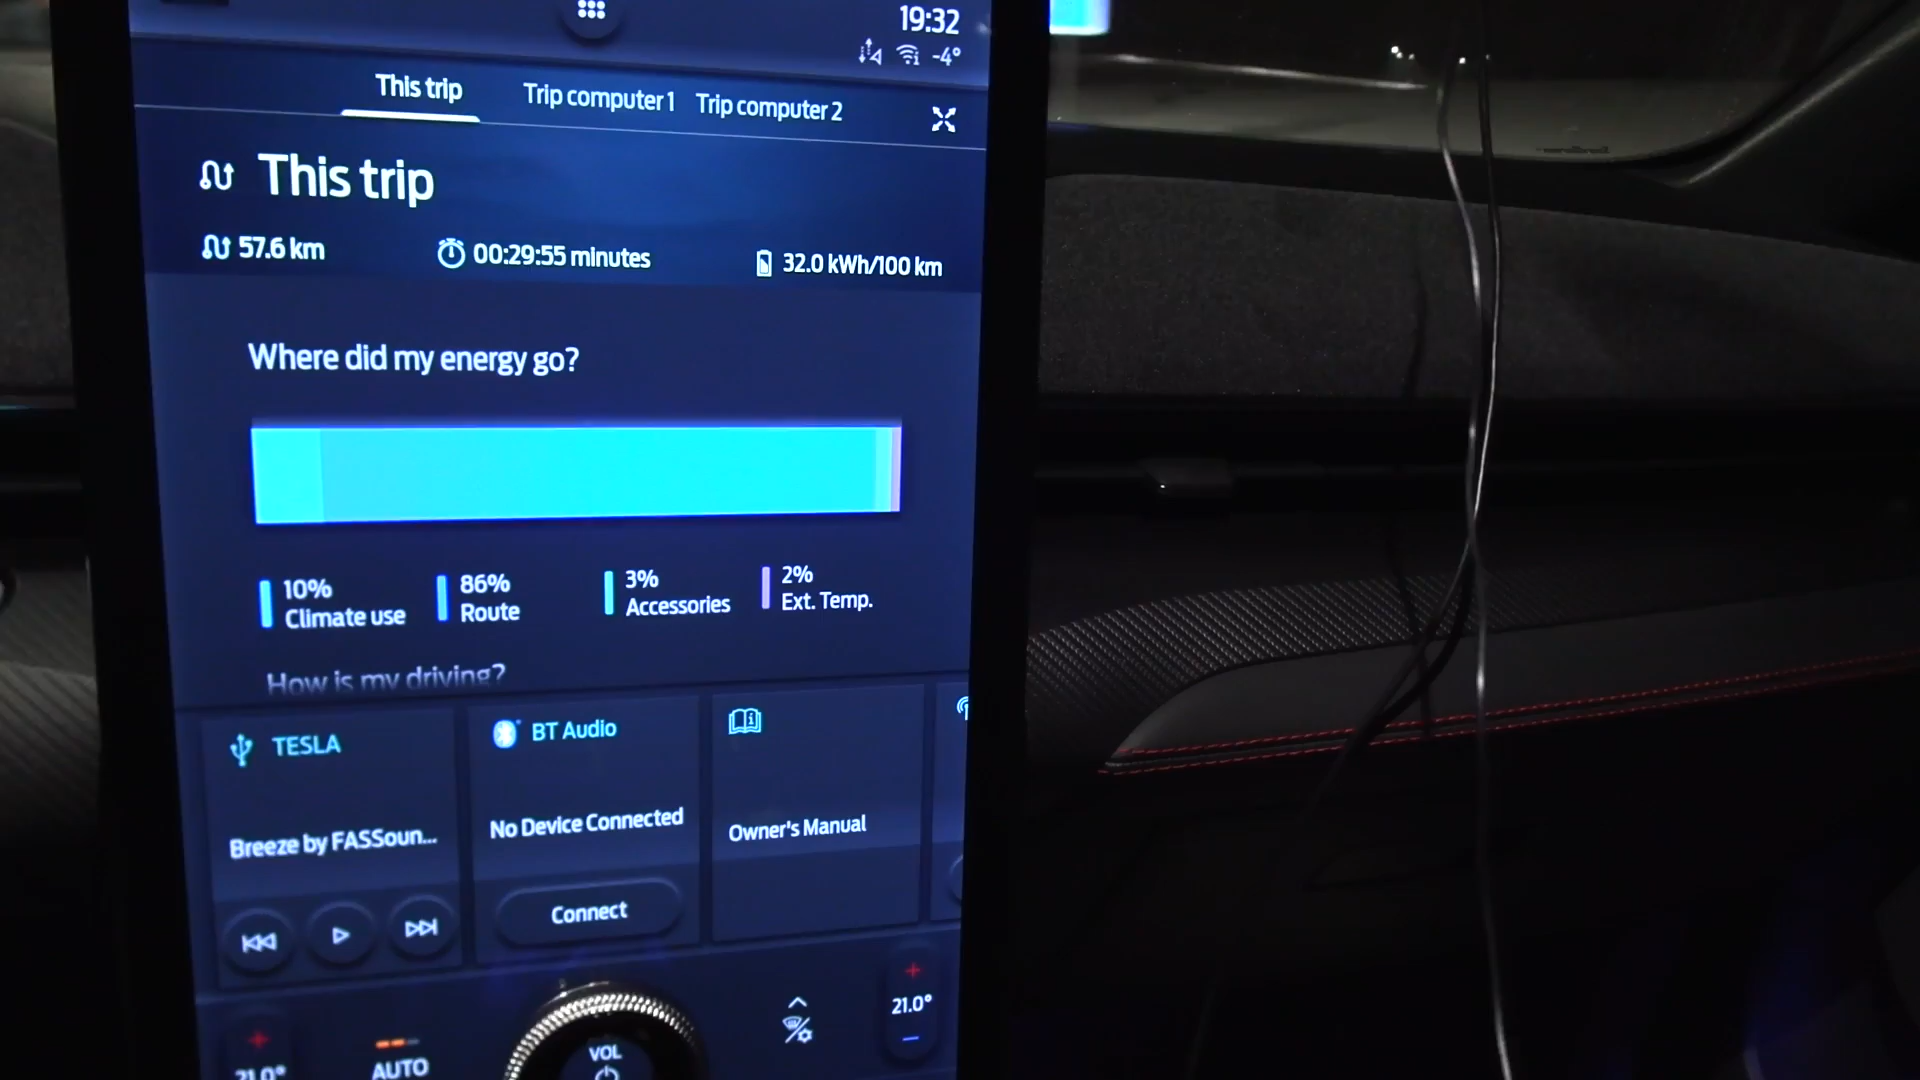 19:32
-4°
This trip
Trip computer 1
Trip computer 2
This trip
57.6 km
00:29:55 minutes
32.0 kWh/100 km
Where did my energy go?
10%
Climate use
86%
Route
3%
Accessories
2%
Ext. Temp.
How is my driving?
TESLA
BT Audio
Breeze by FASSoun...
No Device Connected
Owner's Manual
Connect
21.0°
21.0°
AUTO
VOL